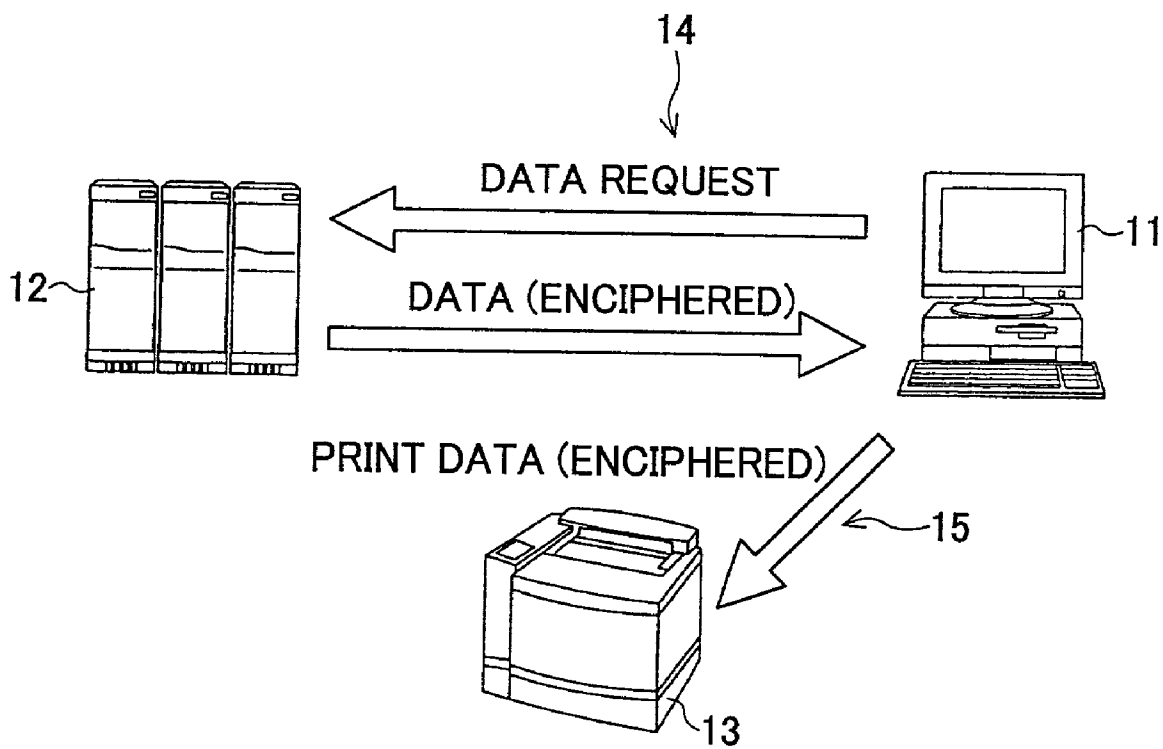 14
DATA REQUEST
11
12
DATA (ENCIPHERED)
PRINT DATA (ENCIPHERED)
15
13